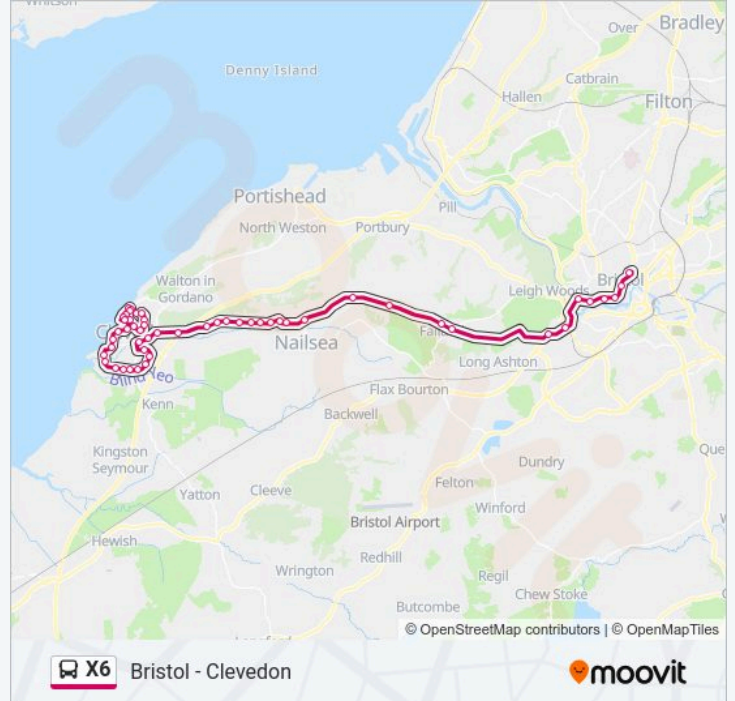 Over
Bradley
Denny Island
Catbrain
Hallen
Filton
Portishead
Pill
North Weston
Portbury
Walton in
Gordano
Leigh Woods
Nailsea
Long Ashton
Blind Yeo
Flax Bourton
Kenn
Backwell
Kingston
Seymour
Dundry
Cleeve
Yatton
Felton
Winford
Bristol Airport
Hewish
Redhill
Wrington
Regil
Chew Stoke
Butcombe
© OpenStreetMap contributors | © OpenMapTiles
X6 Bristol - Clevedon
moovit